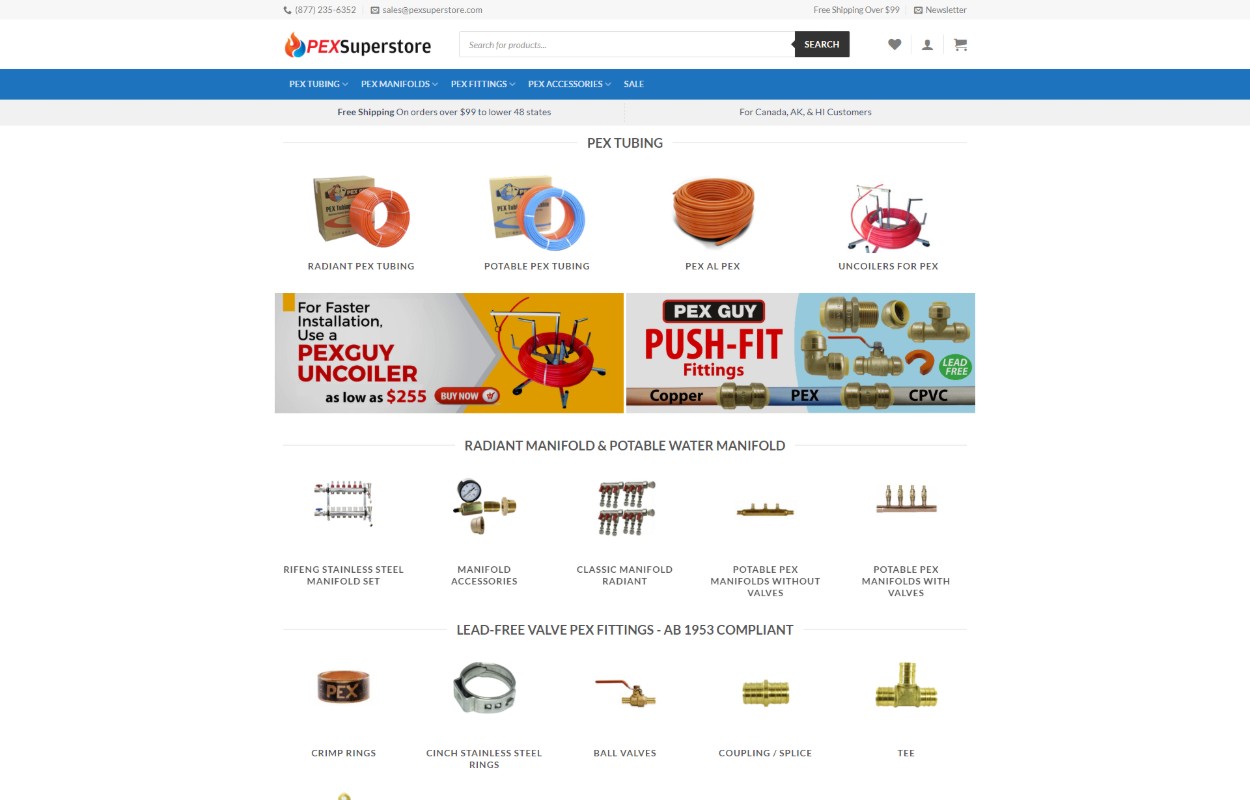 (877) 235-6352
sales@pexsuperstore.com
Free Shipping Over $99
Newsletter
PEXSuperstore
Search for products...
SEARCH
PEX TUBING
PEX MANIFOLDS
PEX FITTINGS
PEX ACCESSORIES
SALE
Free Shipping On orders over $99 to lower 48 states
For Canada, AK, & HI Customers
PEX TUBING
RADIANT PEX TUBING
POTABLE PEX TUBING
PEX AL PEX
UNCOILERS FOR PEX
For Faster
Installation,
Use a
PEXGUY
UNCOILER
as low as $255
BUY NOW
PEX GUY
PUSH-FIT
Fittings
LEAD
FREE
Copper
PEX
CPVC
RADIANT MANIFOLD & POTABLE WATER MANIFOLD
RIFENG STAINLESS STEEL
MANIFOLD SET
MANIFOLD
ACCESSORIES
CLASSIC MANIFOLD
RADIANT
POTABLE PEX
MANIFOLDS WITHOUT
VALVES
POTABLE PEX
MANIFOLDS WITH
VALVES
LEAD-FREE VALVE PEX FITTINGS - AB 1953 COMPLIANT
PEX
CRIMP RINGS
CINCH STAINLESS STEEL
RINGS
BALL VALVES
COUPLING / SPLICE
TEE